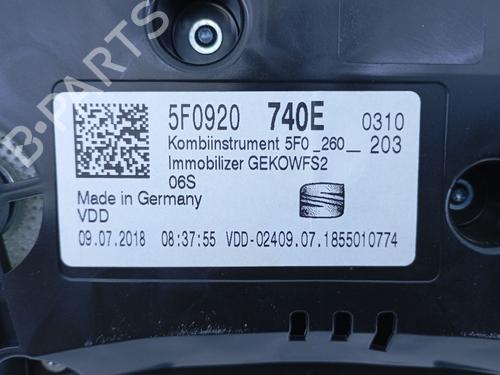 B-PARTS
5F0920 740E 0310
Kombiinstrument 5F0 _260__ 203
Immobilizer GEKOWFS2
06S
Made in Germany
VDD
09.07.2018 08:37:55 VDD-02409.07.1855010774